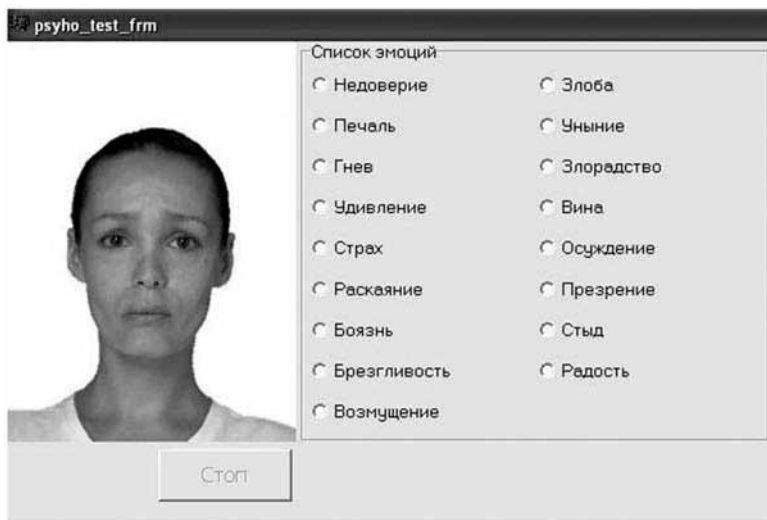 psyho_test_frm
Список эмоций
Недоверие
Печаль
Гнев
Удивление
Страх
Раскаяние
Боязнь
Брезгливость
Возмущение
Злоба
Уныние
Злорадство
Вина
Осуждение
Презрение
Стыд
Радость
Стоп